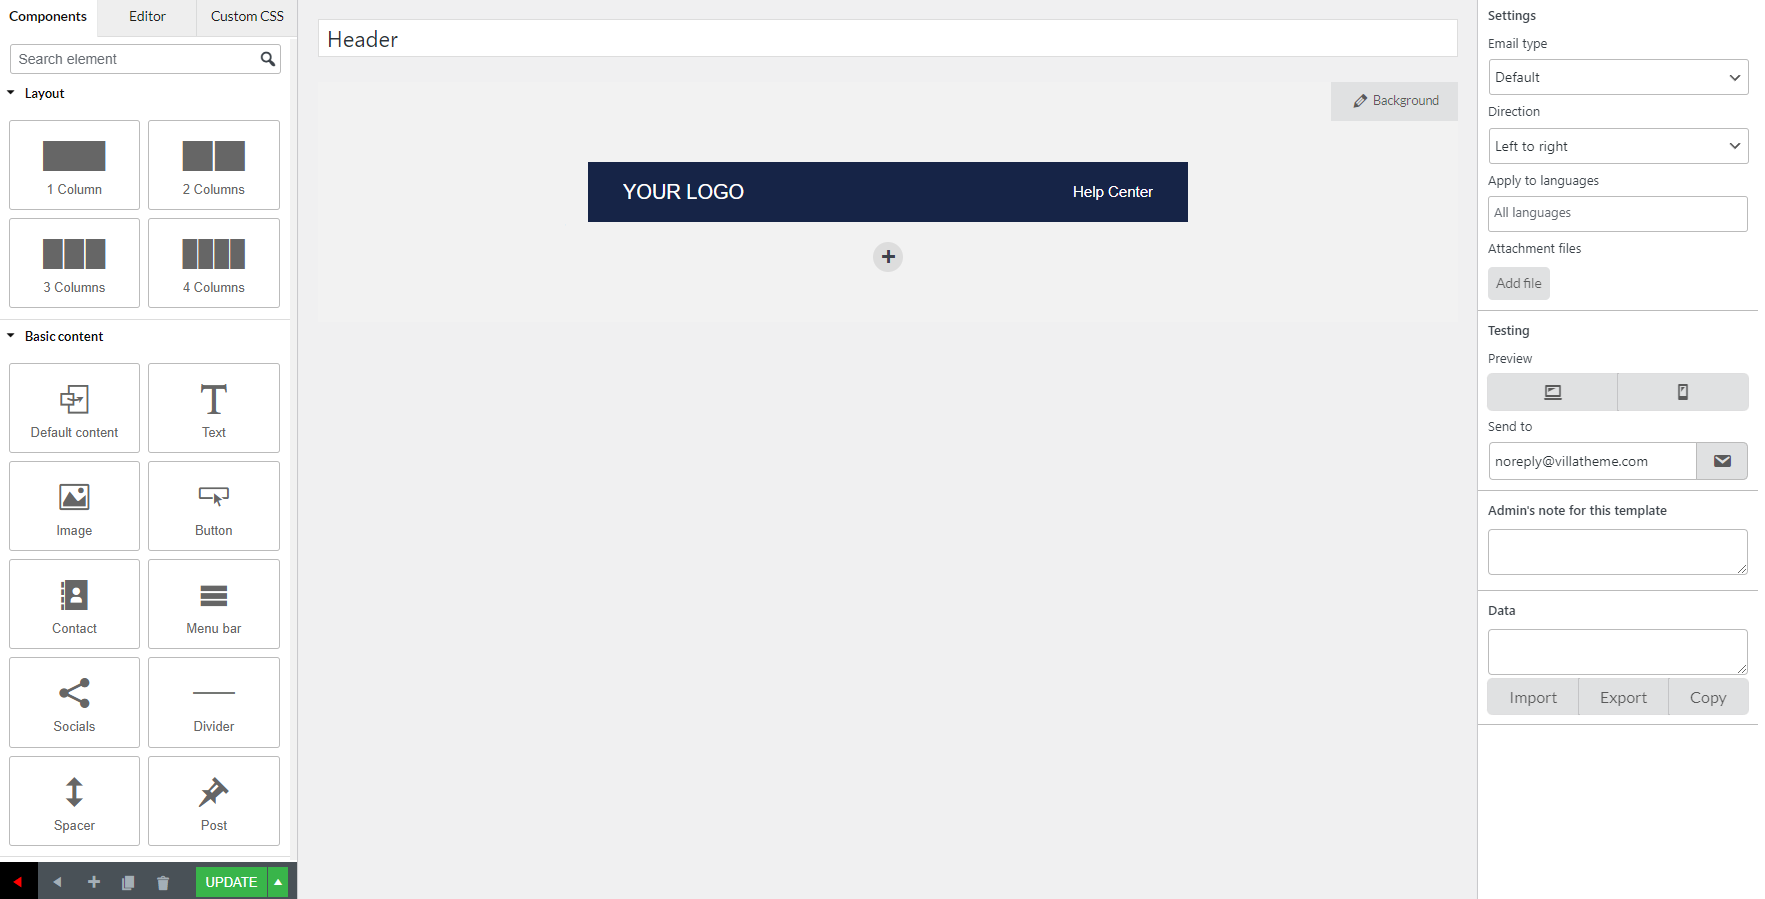 Components
Editor
Custom CSS
Search element
Layout
1 Column
2 Columns
3 Columns
4 Columns
Basic content
Default content
Text
Image
Button
Contact
Menu bar
Socials
Divider
Spacer
Post
UPDATE
Header
Background
YOUR LOGO
Help Center
Settings
Email type
Default
Direction
Left to right
Apply to languages
All languages
Attachment files
Add file
Testing
Preview
Send to
noreply@villatheme.com
Admin's note for this template
Data
Import
Export
Copy